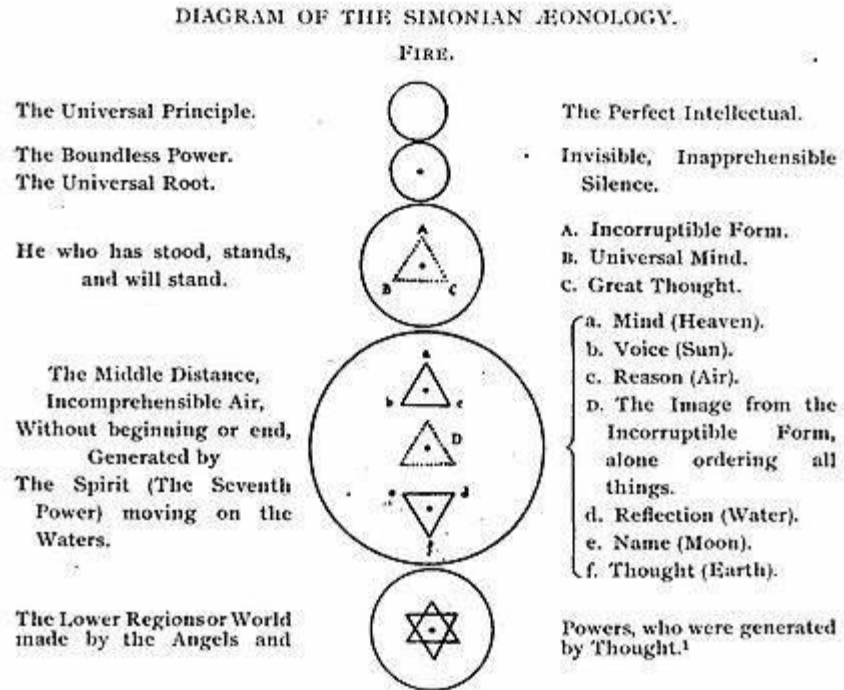 DIAGRAM OF THE SIMONIAN ÆONOLOGY.
FIRE.
The Universal Principle.
The Perfect Intellectual.
The Boundless Power.
The Universal Root.
Invisible, Inapprehensible
Silence.
He who has stood, stands,
and will stand.
A
B
C
A. Incorruptible Form.
B. Universal Mind.
C. Great Thought.
The Middle Distance,
Incomprehensible Air,
Without beginning or end,
Generated by
The Spirit (The Seventh
Power) moving on the
Waters.
a
b
c
D
e
d
f
a. Mind (Heaven).
b. Voice (Sun).
c. Reason (Air).
D. The Image from the
Incorruptible Form,
alone ordering all
things.
d. Reflection (Water).
e. Name (Moon).
f. Thought (Earth).
The Lower Regions or World
made by the Angels and
Powers, who were generated
by Thought.¹